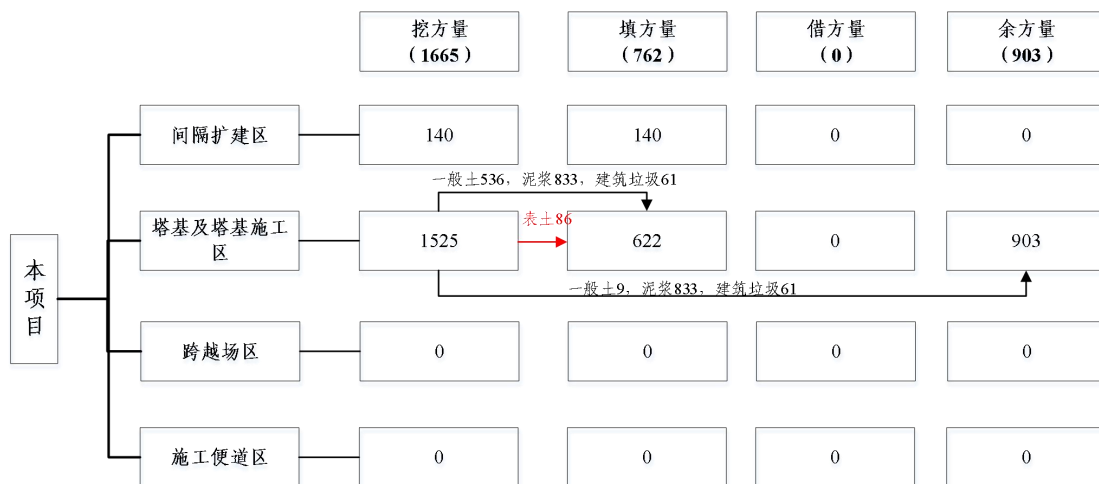 挖方量
（1665）
填方量
（762）
借方量
（0）
余方量
（903）
本项目
间隔扩建区
140
140
0
0
一般土536，泥浆833，建筑垃圾61
表土86
塔基及塔基施工
区
1525
622
0
903
一般土9，泥浆833，建筑垃圾61
跨越场区
0
0
0
0
施工便道区
0
0
0
0